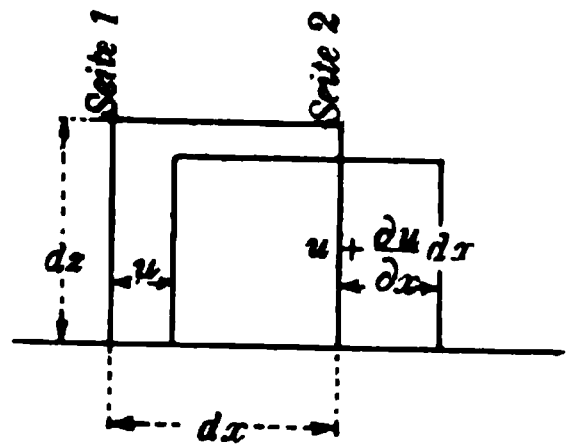 Seite 1
Seite 2
dz
u
u + ∂u/∂x dx
dx